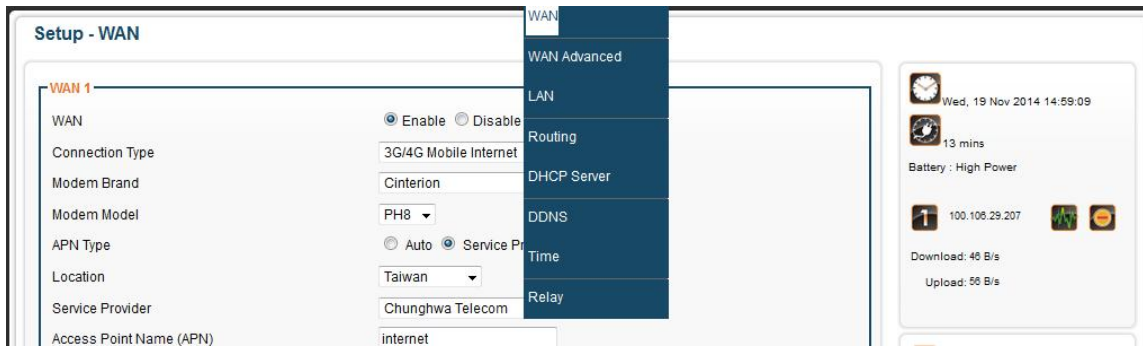 Setup - WAN
WAN
WAN Advanced
LAN
Routing
DHCP Server
DDNS
Time
Relay
WAN 1
WAN Enable Disable
Connection Type 3G/4G Mobile Internet
Modem Brand Cinterion
Modem Model PH8
APN Type Auto Service Pr
Location Taiwan
Service Provider Chunghwa Telecom
Access Point Name (APN) internet
Wed, 19 Nov 2014 14:59:09
13 mins
Battery : High Power
1 100.106.29.207
Download: 46 B/s
Upload: 56 B/s